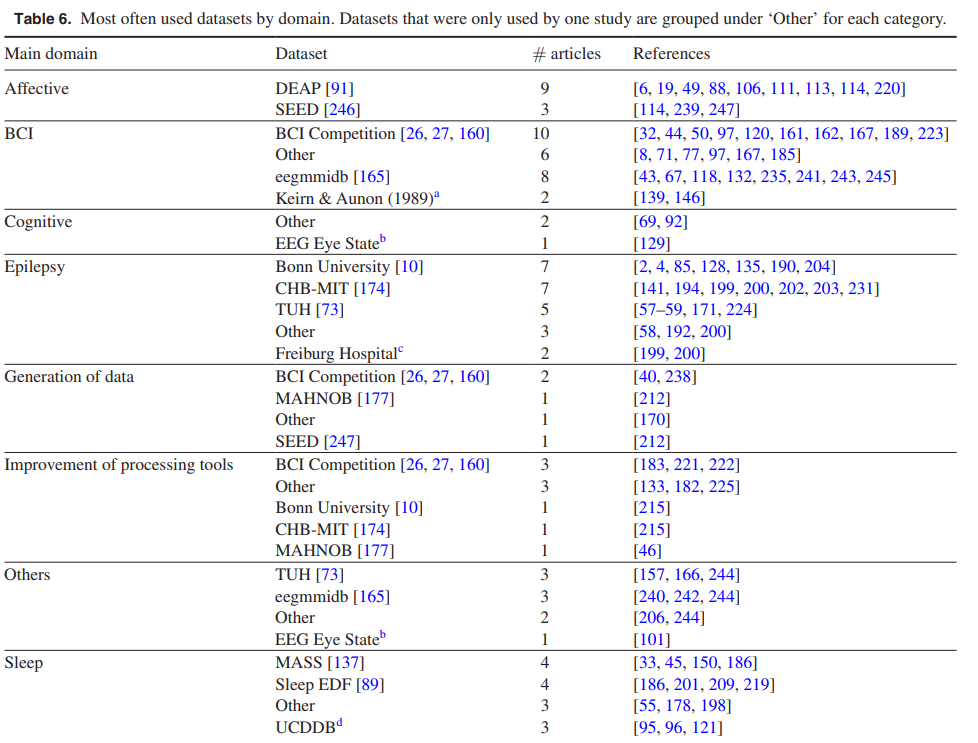 Table 6. Most often used datasets by domain. Datasets that were only used by one study are grouped under ‘Other’ for each category.
Main domain Dataset # articles References
Affective DEAP [91] 9 [6, 19, 49, 88, 106, 111, 113, 114, 220]
SEED [246] 3 [114, 239, 247]
BCI BCI Competition [26, 27, 160] 10 [32, 44, 50, 97, 120, 161, 162, 167, 189, 223]
Other 6 [8, 71, 77, 97, 167, 185]
eegmmidb [165] 8 [43, 67, 118, 132, 235, 241, 243, 245]
Keirn & Aunon (1989)a 2 [139, 146]
Cognitive Other 2 [69, 92]
EEG Eye Stateb 1 [129]
Epilepsy Bonn University [10] 7 [2, 4, 85, 128, 135, 190, 204]
CHB-MIT [174] 7 [141, 194, 199, 200, 202, 203, 231]
TUH [73] 5 [57–59, 171, 224]
Other 3 [58, 192, 200]
Freiburg Hospitalc 2 [199, 200]
Generation of data BCI Competition [26, 27, 160] 2 [40, 238]
MAHNOB [177] 1 [212]
Other 1 [170]
SEED [247] 1 [212]
Improvement of processing tools BCI Competition [26, 27, 160] 3 [183, 221, 222]
Other 3 [133, 182, 225]
Bonn University [10] 1 [215]
CHB-MIT [174] 1 [215]
MAHNOB [177] 1 [46]
Others TUH [73] 3 [157, 166, 244]
eegmmidb [165] 3 [240, 242, 244]
Other 2 [206, 244]
EEG Eye Stateb 1 [101]
Sleep MASS [137] 4 [33, 45, 150, 186]
Sleep EDF [89] 4 [186, 201, 209, 219]
Other 3 [55, 178, 198]
UCDDBd 3 [95, 96, 121]